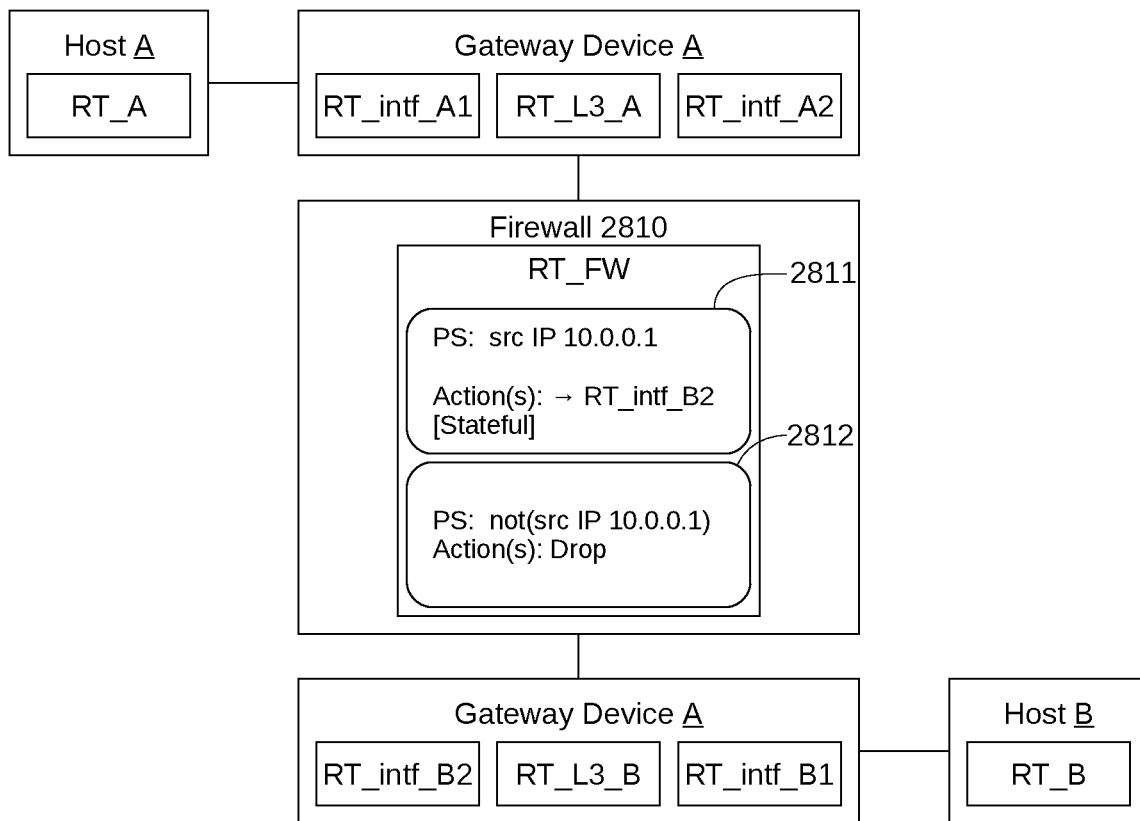 Host A
RT_A
Gateway Device A
RT_intf_A1
RT_L3_A
RT_intf_A2
Firewall 2810
RT_FW
2811
PS:  src IP 10.0.0.1
Action(s): → RT_intf_B2
[Stateful]
2812
PS:  not(src IP 10.0.0.1)
Action(s): Drop
Gateway Device A
RT_intf_B2
RT_L3_B
RT_intf_B1
Host B
RT_B